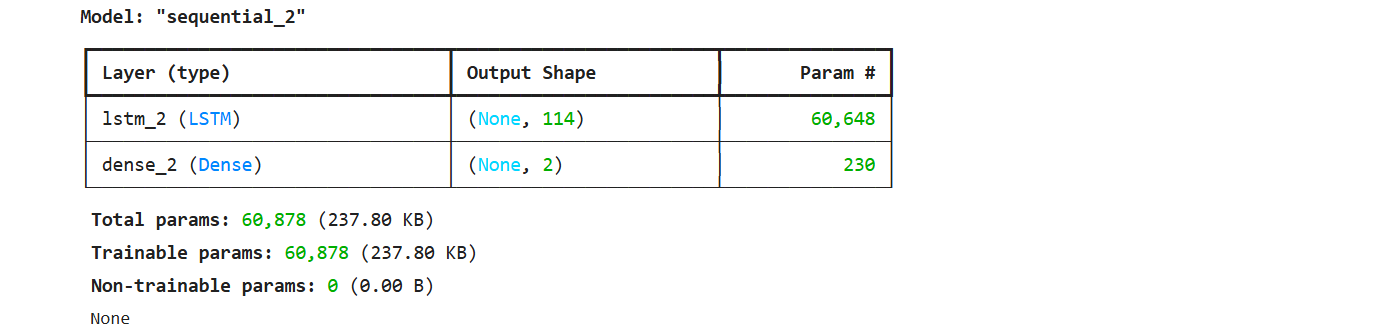 Model: "sequential_2"
Layer (type) Output Shape Param #
lstm_2 (LSTM) (None, 114) 60,648
dense_2 (Dense) (None, 2) 230
Total params: 60,878 (237.80 KB)
Trainable params: 60,878 (237.80 KB)
Non-trainable params: 0 (0.00 B)
None